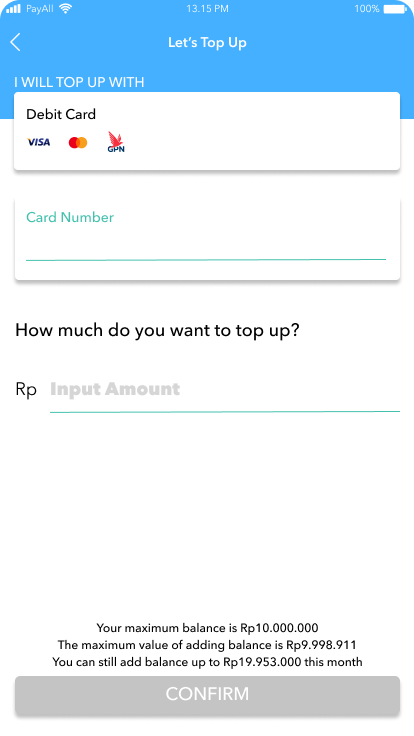 PayAll 13.15 PM 100%
Let's Top Up
I WILL TOP UP WITH
Debit Card
VISA GPN
Card Number
How much do you want to top up?
Rp Input Amount
Your maximum balance is Rp10.000.000
The maximum value of adding balance is Rp9.998.911
You can still add balance up to Rp19.953.000 this month
CONFIRM